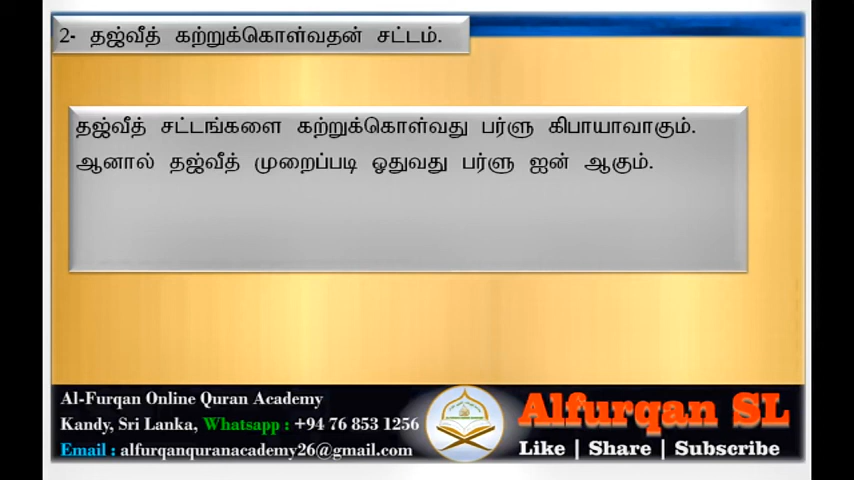 2- தஜ்வீத் கற்றுக்கொள்வதன் சட்டம்.
தஜ்வீத் சட்டங்களை கற்றுக்கொள்வது பர்ளு கிபாயாவாகும்.
ஆனால் தஜ்வீத் முறைப்படி ஓதுவது பர்ளு ஐன் ஆகும்.
Al-Furqan Online Quran Academy
Kandy, Sri Lanka, Whatsapp : +94 76 853 1256
Email : alfurqanquranacademy26@gmail.com
Alfurqan SL
Like | Share | Subscribe